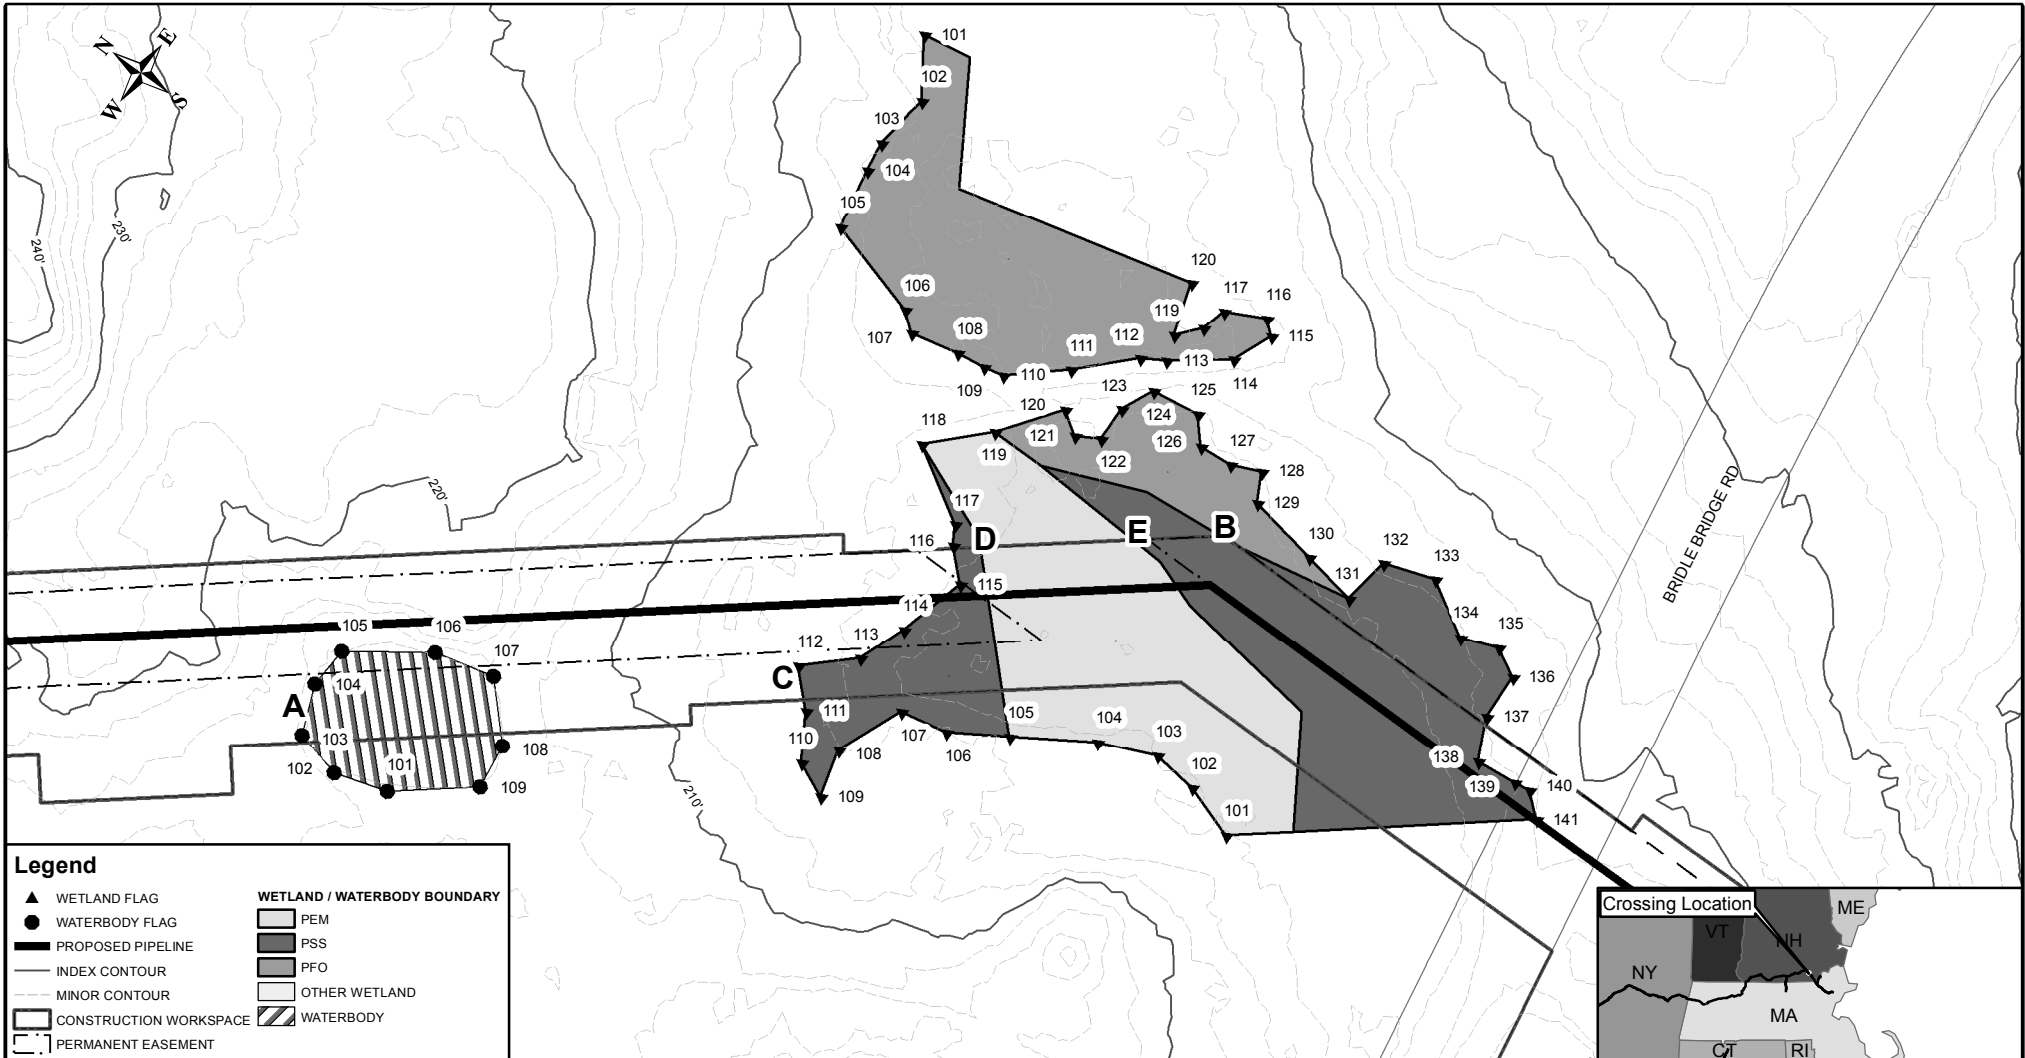 N
E
W
S
101
102
103
104
105
106
107
108
109
110
111
112
113
114
115
116
117
119
120
240'
230'
220'
210'
118
119
120
121
122
123
124
125
126
127
128
129
130
131
132
133
134
135
136
137
138
139
140
141
117
116
115
114
113
112
111
110
109
108
107
106
105
104
103
102
101
A
B
C
D
E
105
106
107
104
103
102
101
108
109
BRIDLE BRIDGE RD
Legend
WETLAND FLAG
WATERBODY FLAG
PROPOSED PIPELINE
INDEX CONTOUR
MINOR CONTOUR
CONSTRUCTION WORKSPACE
PERMANENT EASEMENT
WETLAND / WATERBODY BOUNDARY
PEM
PSS
PFO
OTHER WETLAND
WATERBODY
Crossing Location
ME
VT
NH
NY
MA
CT
RI